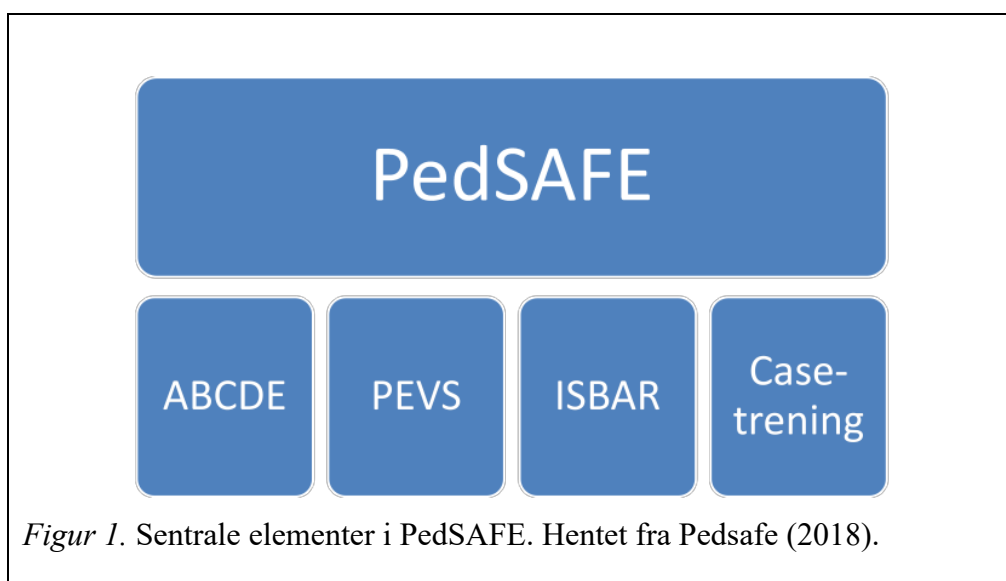 PedSAFE
ABCDE
PEVS
ISBAR
Case-
trening
Figur 1. Sentrale elementer i PedSAFE. Hentet fra Pedsafe (2018).